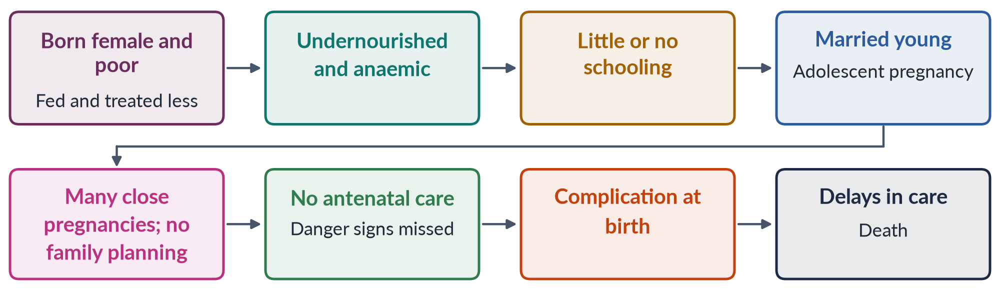 Born female and
poor
Fed and treated less
Undernourished
and anaemic
Little or no
schooling
Married young
Adolescent pregnancy
Many close
pregnancies; no
family planning
No antenatal care
Danger signs missed
Complication at
birth
Delays in care
Death